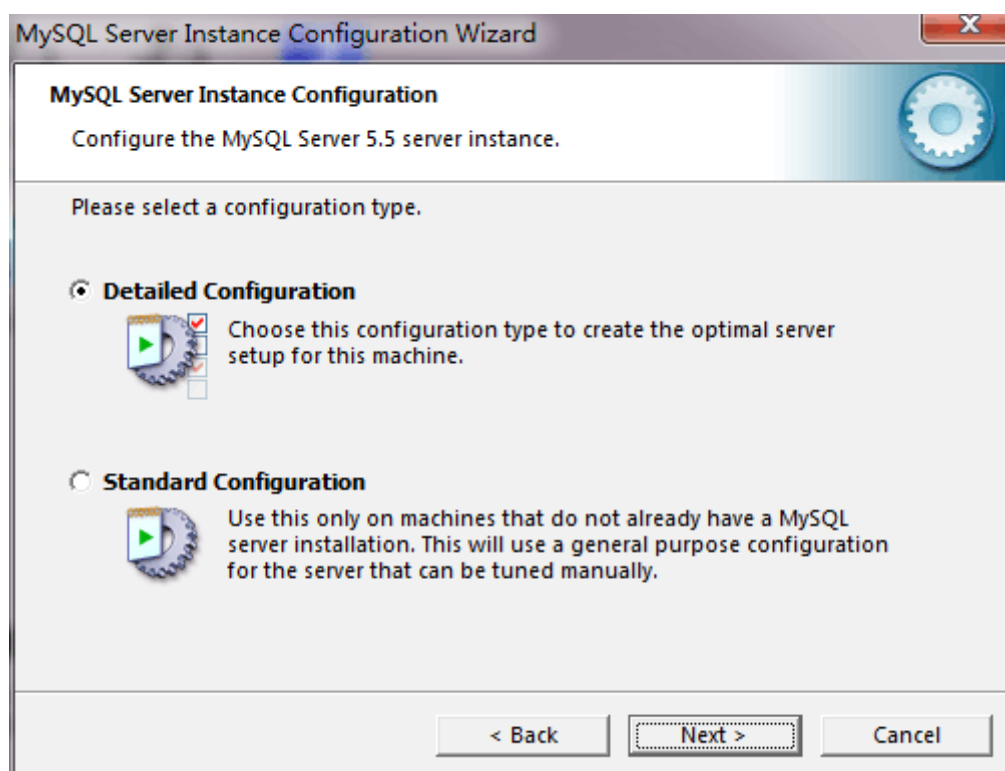 MySQL Server Instance Configuration Wizard
X
MySQL Server Instance Configuration
Configure the MySQL Server 5.5 server instance.
Please select a configuration type.
Detailed Configuration
Choose this configuration type to create the optimal server
setup for this machine.
Standard Configuration
Use this only on machines that do not already have a MySQL
server installation. This will use a general purpose configuration
for the server that can be tuned manually.
< Back
Next >
Cancel